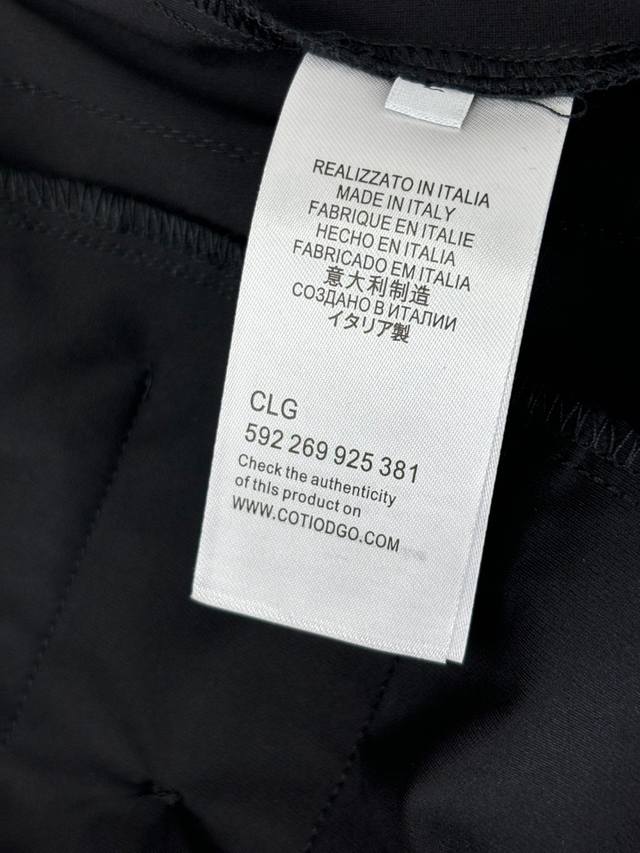 REALIZZATO IN ITALIA
MADE IN ITALY
FABRIQUE EN ITALIE
HECHO EN ITALIA
FABRICADO EM ITALIA
意大利制造
СОЗДАНО В ИТАЛИИ
イタリア製
CLG
592 269 925 381
Check the authenticity
of thIs product on
WWW.COTIODGO.COM